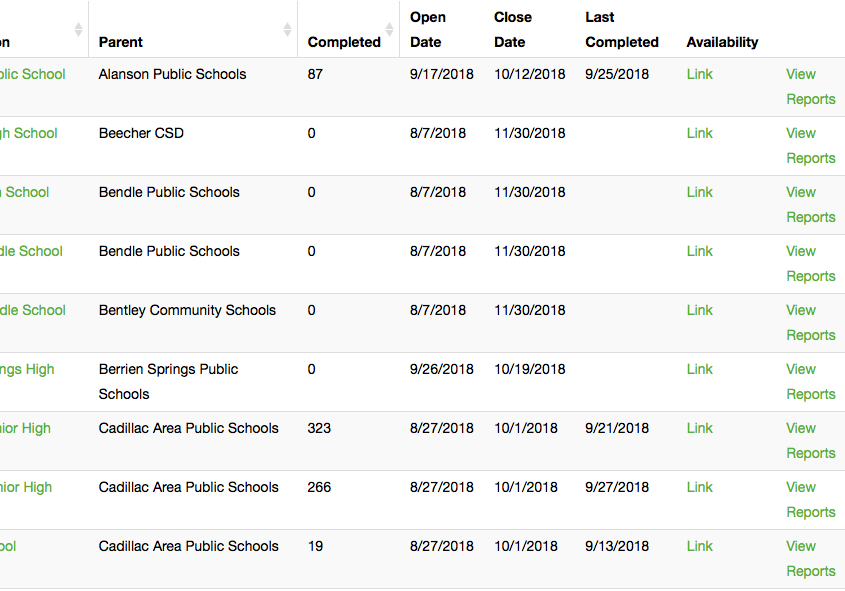 Open Close Last
on Parent Completed Date Date Completed Availability
blic School Alanson Public Schools 87 9/17/2018 10/12/2018 9/25/2018 Link View
Reports
gh School Beecher CSD 0 8/7/2018 11/30/2018 Link View
Reports
School Bendle Public Schools 0 8/7/2018 11/30/2018 Link View
Reports
dle School Bendle Public Schools 0 8/7/2018 11/30/2018 Link View
Reports
dle School Bentley Community Schools 0 8/7/2018 11/30/2018 Link View
Reports
ngs High Berrien Springs Public 0 9/26/2018 10/19/2018 Link View
Schools Reports
ior High Cadillac Area Public Schools 323 8/27/2018 10/1/2018 9/21/2018 Link View
Reports
nior High Cadillac Area Public Schools 266 8/27/2018 10/1/2018 9/27/2018 Link View
Reports
ool Cadillac Area Public Schools 19 8/27/2018 10/1/2018 9/13/2018 Link View
Reports